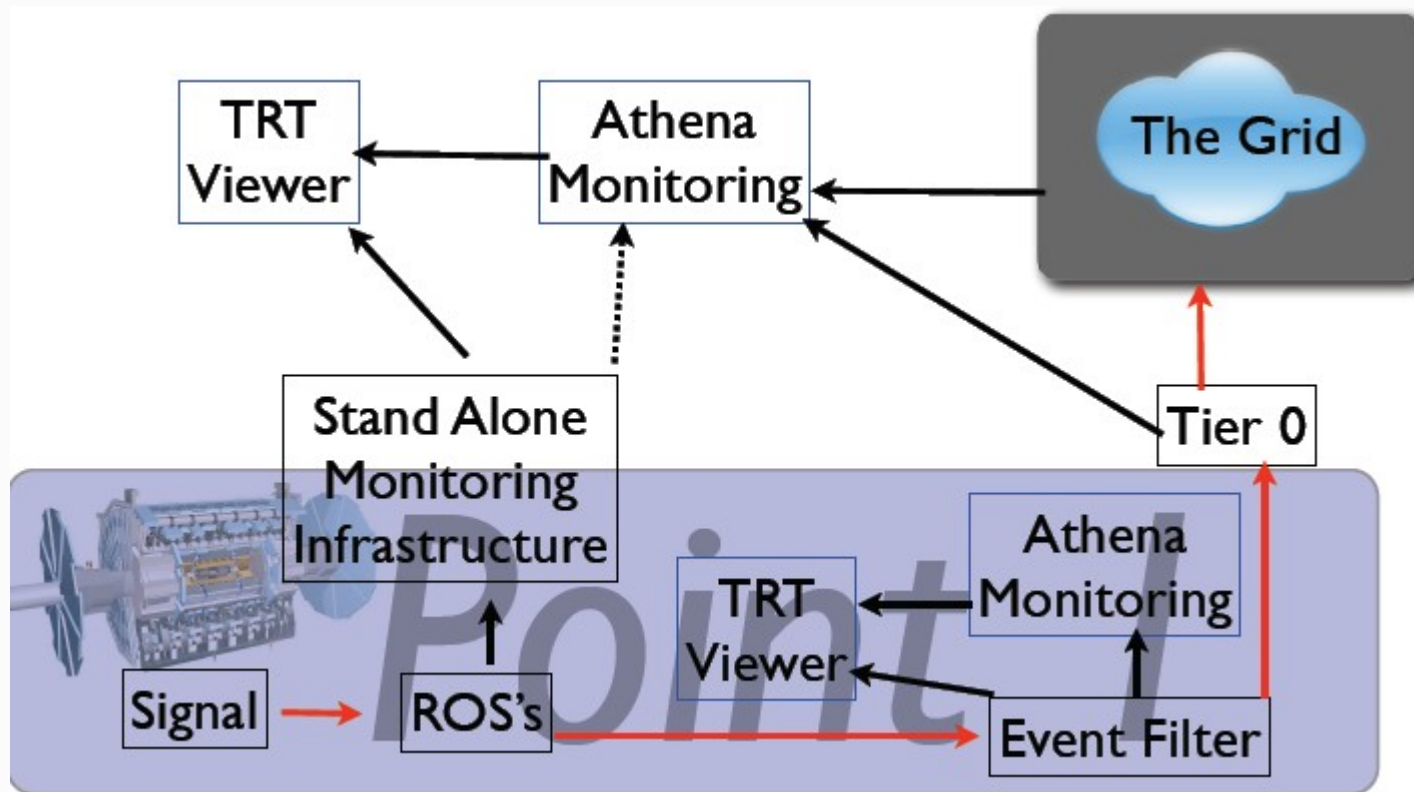 TRT
Viewer
Athena
Monitoring
The Grid
Stand Alone
Monitoring
Infrastructure
Tier 0
Point 1
Athena
Monitoring
TRT
Viewer
Signal
ROS's
Event Filter